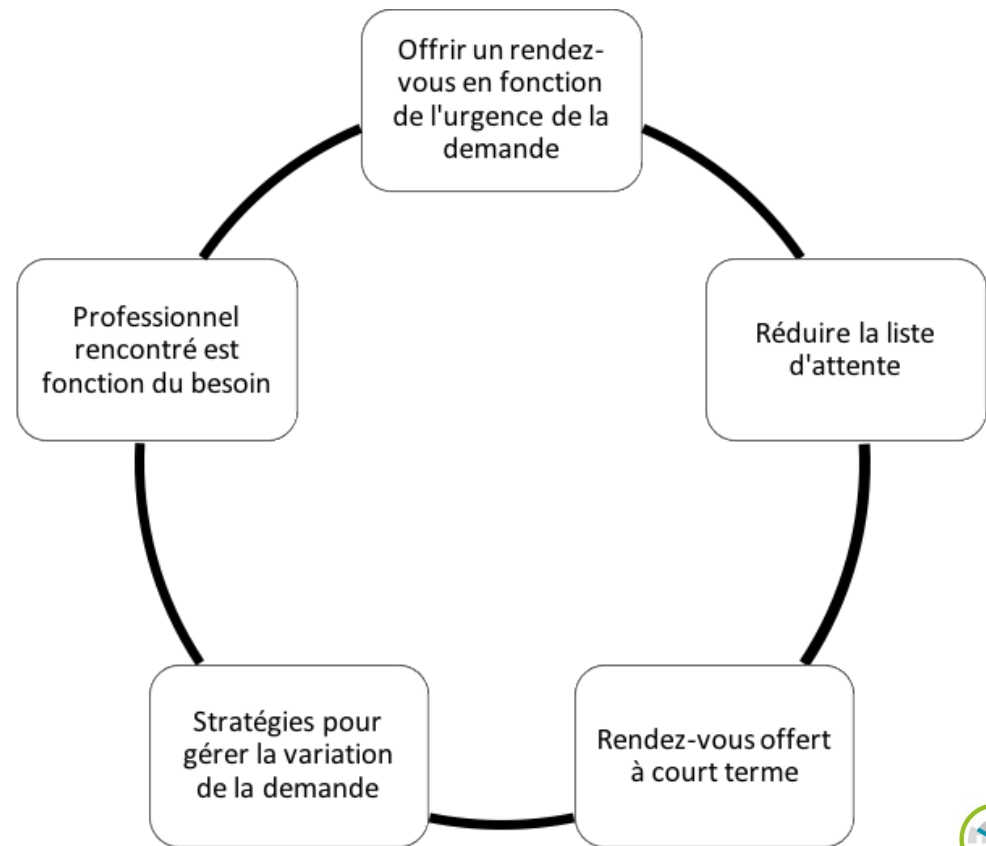 Offrir un rendez-
vous en fonction
de l'urgence de la
demande
Réduire la liste
d'attente
Rendez-vous offert
à court terme
Stratégies pour
gérer la variation
de la demande
Professionnel
rencontré est
fonction du besoin